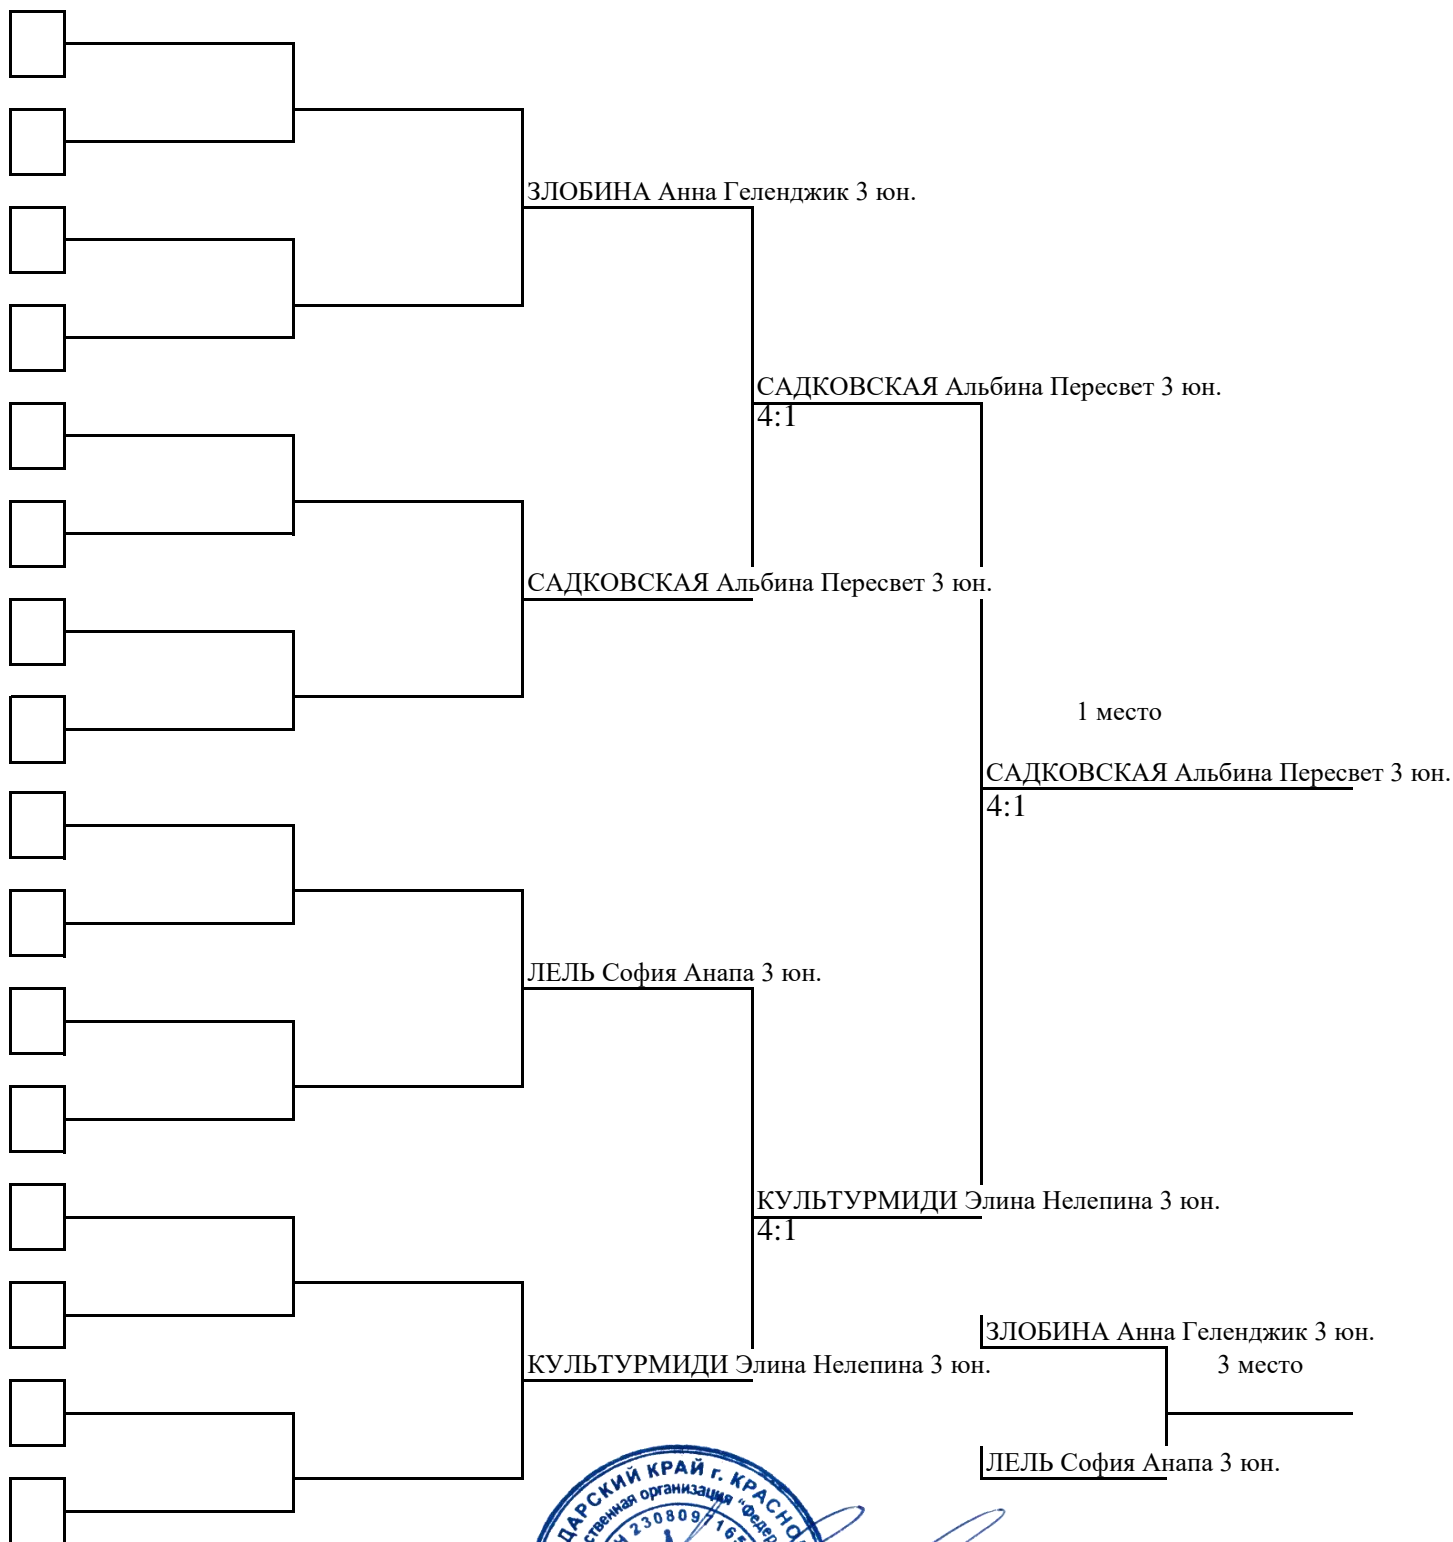 ЗЛОБИНА Анна Геленджик 3 юн.
САДКОВСКАЯ Альбина Пересвет 3 юн.
4:1
САДКОВСКАЯ Альбина Пересвет 3 юн.
1 место
САДКОВСКАЯ Альбина Пересвет 3 юн.
4:1
ЛЕЛЬ София Анапа 3 юн.
КУЛЬТУРМИДИ Элина Нелепина 3 юн.
4:1
ЗЛОБИНА Анна Геленджик 3 юн.
КУЛЬТУРМИДИ Элина Нелепина 3 юн.
3 место
ЛЕЛЬ София Анапа 3 юн.
КРАЙ г.
организация